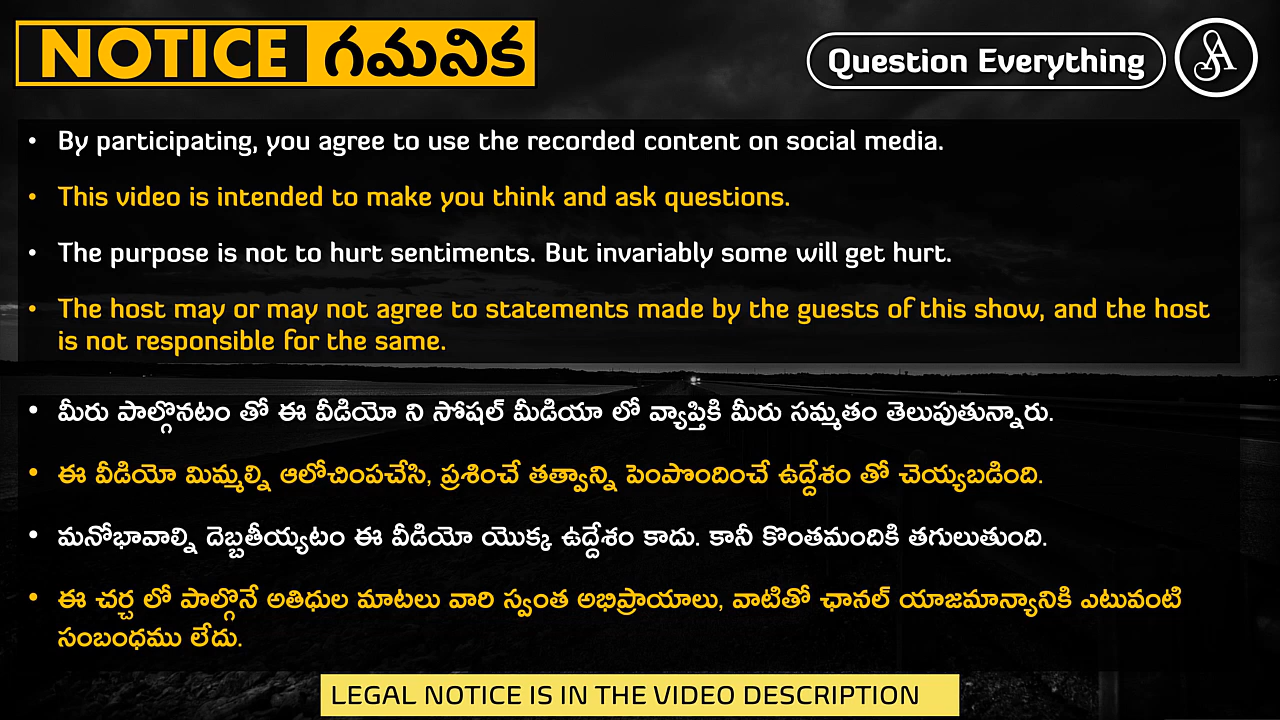 NOTICE గమనిక
Question Everything
• By participating, you agree to use the recorded content on social media.
• This video is intended to make you think and ask questions.
• The purpose is not to hurt sentiments. But invariably some will get hurt.
• The host may or may not agree to statements made by the guests of this show, and the host
is not responsible for the same.
• మీరు పాల్గొనటం తో ఈ వీడియో ని సోషల్ మీడియా లో వ్యాప్తికి మీరు సమ్మతం తెలుపుతున్నారు.
• ఈ వీడియో మిమ్మల్ని ఆలోచింపచేసి, ప్రశించే తత్వాన్ని పెంపొందించే ఉద్దేశం తో చెయ్యబడింది.
• మనోభావాల్ని దెబ్బతీయ్యటం ఈ వీడియో యొక్క ఉద్దేశం కాదు. కానీ కొంతమందికి తగులుతుంది.
• ఈ చర్చ లో పాల్గొనే అతిధుల మాటలు వారి స్వంత అభిప్రాయాలు, వాటితో ఛానల్ యాజమాన్యానికి ఎటువంటి
సంబంధము లేదు.
LEGAL NOTICE IS IN THE VIDEO DESCRIPTION